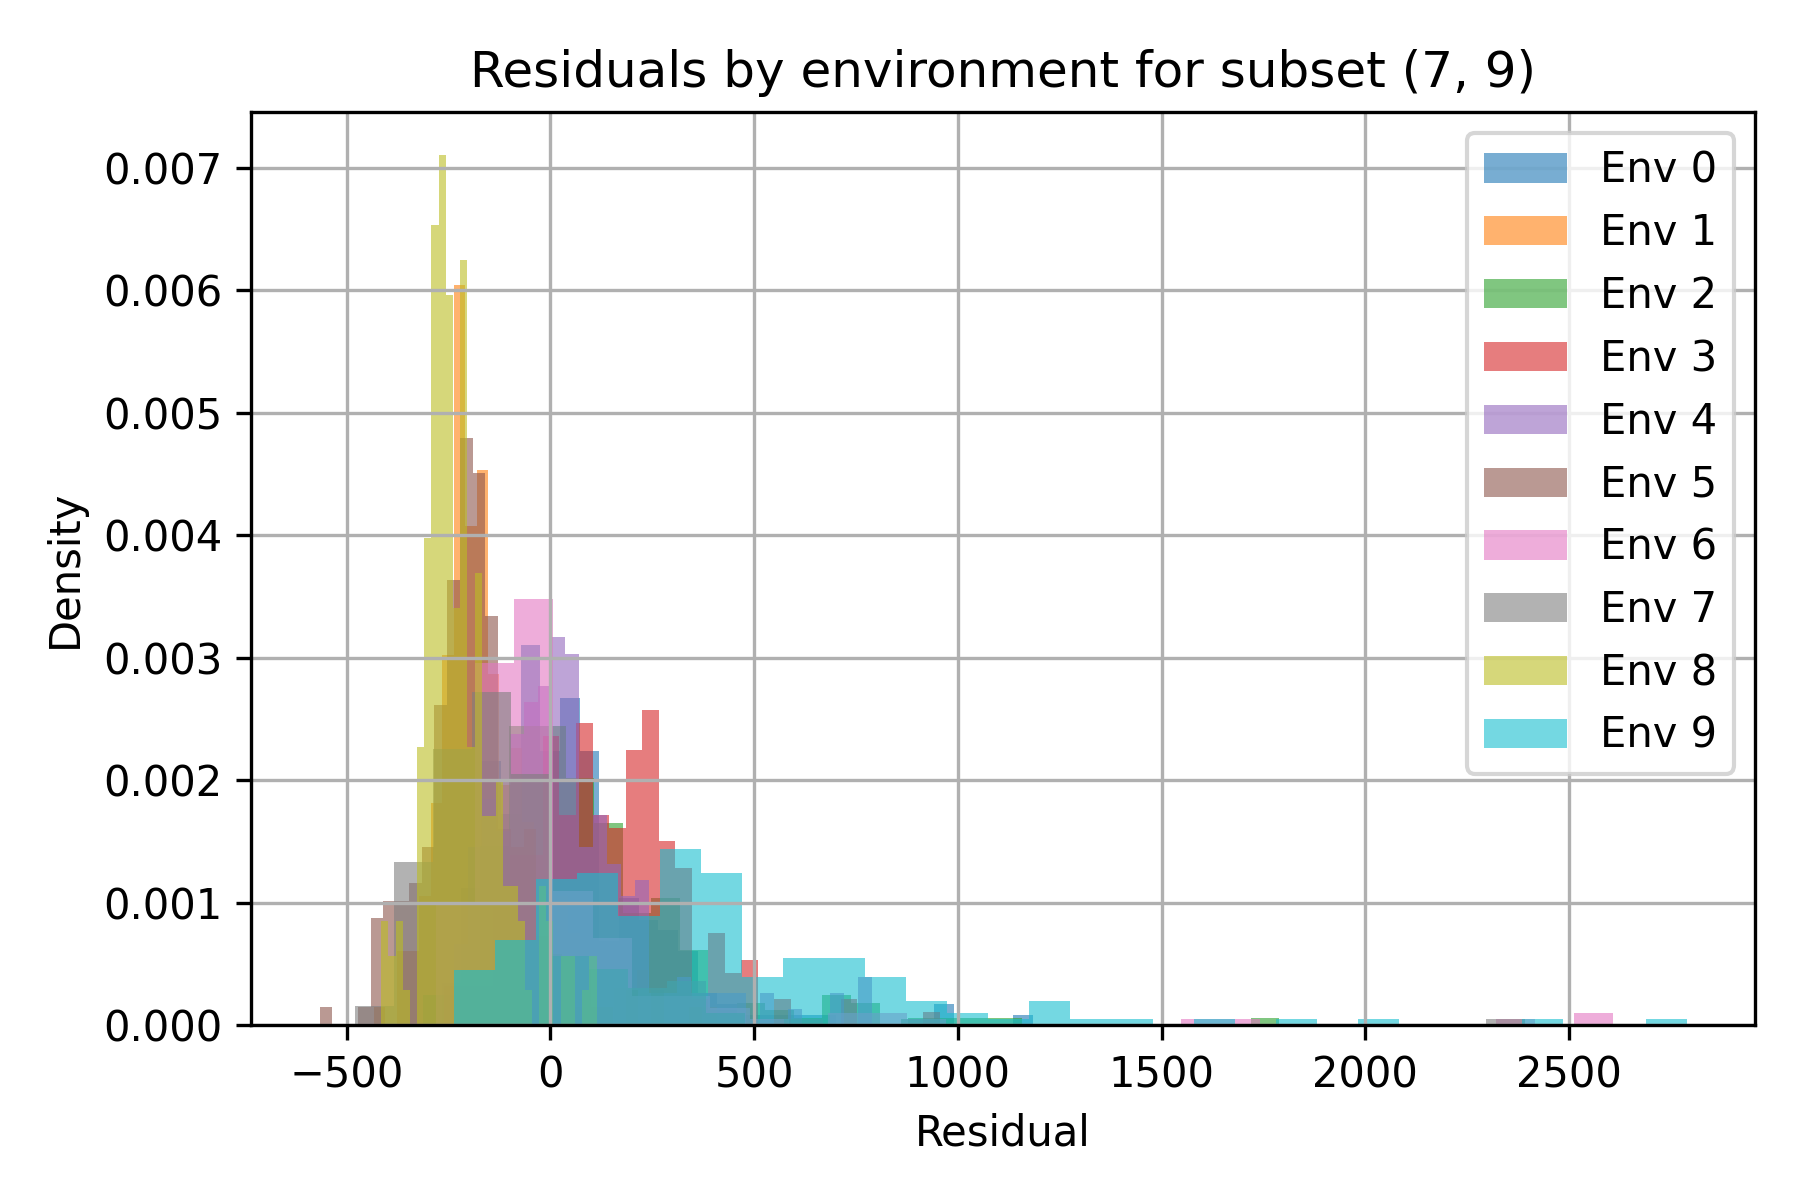 Residuals by environment for subset (7, 9)
0.007
0.006
0.005
0.004
0.003
0.002
0.001
0.000
Density
−500
0
500
1000
1500
2000
2500
Residual
Env 0
Env 1
Env 2
Env 3
Env 4
Env 5
Env 6
Env 7
Env 8
Env 9